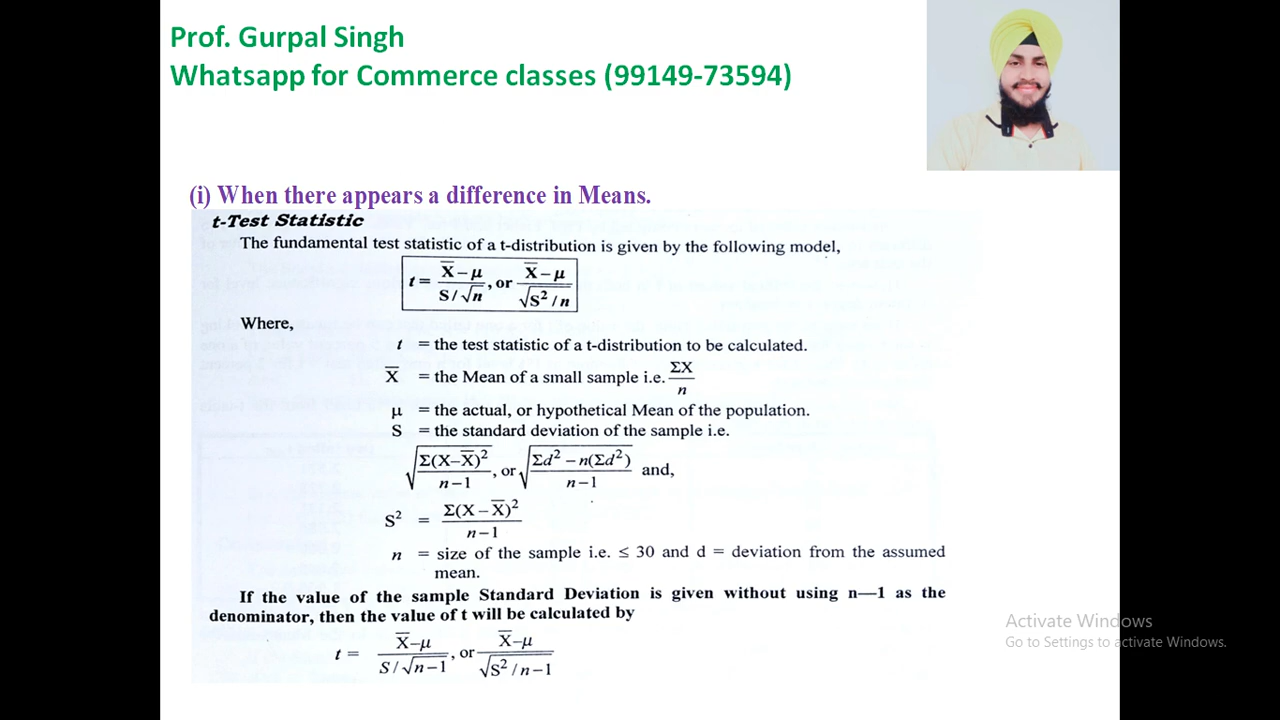 Prof. Gurpal Singh
Whatsapp for Commerce classes (99149-73594)
(i) When there appears a difference in Means.
t-Test Statistic
The fundamental test statistic of a t-distribution is given by the following model,
t = X̅ – μ / S / √n , or X̅ – μ / √S² / n
Where,
t = the test statistic of a t-distribution to be calculated.
X̅ = the Mean of a small sample i.e. ΣX / n
μ = the actual, or hypothetical Mean of the population.
S = the standard deviation of the sample i.e.
√Σ(X–X̅)² / n–1 , or √Σd² – n(Σd²) / n–1 and,
S² = Σ(X – X̅)² / n–1
n = size of the sample i.e. ≤ 30 and d = deviation from the assumed
mean.
If the value of the sample Standard Deviation is given without using n—1 as the
denominator, then the value of t will be calculated by
t = X̅–μ / S / √n–1 , or X̅–μ / √S² / n–1
Activate Windows
Go to Settings to activate Windows.